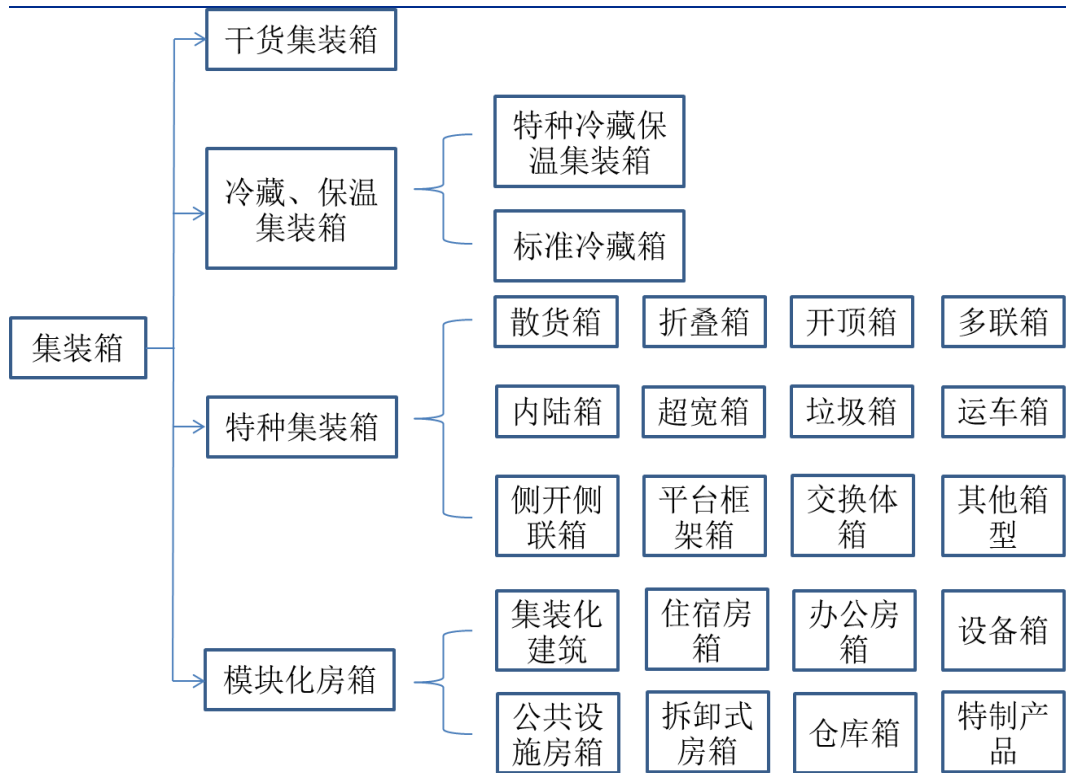 干货集装箱
特种冷藏保
温集装箱
冷藏、保温
集装箱
标准冷藏箱
集装箱
散货箱
折叠箱
开顶箱
多联箱
内陆箱
超宽箱
垃圾箱
运车箱
特种集装箱
侧开侧
联箱
平台框
架箱
交换体
箱
其他箱
型
集装化
建筑
住宿房
箱
办公房
箱
设备箱
模块化房箱
公共设
施房箱
拆卸式
房箱
仓库箱
特制产
品